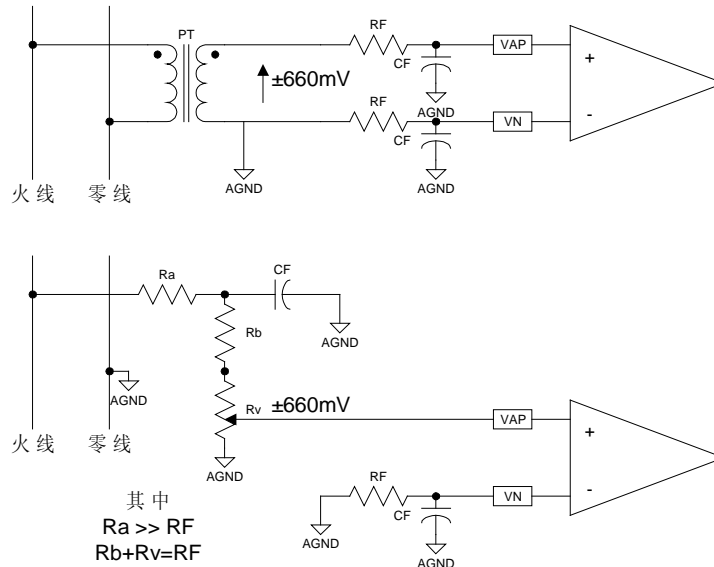 PT
RF
VAP
CF
+
±660mV
AGND
RF
-
VN
CF
AGND
AGND
火线 零线
Ra
CF
Rb
AGND
AGND
Rv
±660mV
VAP
+
火线 零线
AGND
RF
-
VN
其中
CF
Ra >> RF
AGND
Rb+Rv=RF
AGND